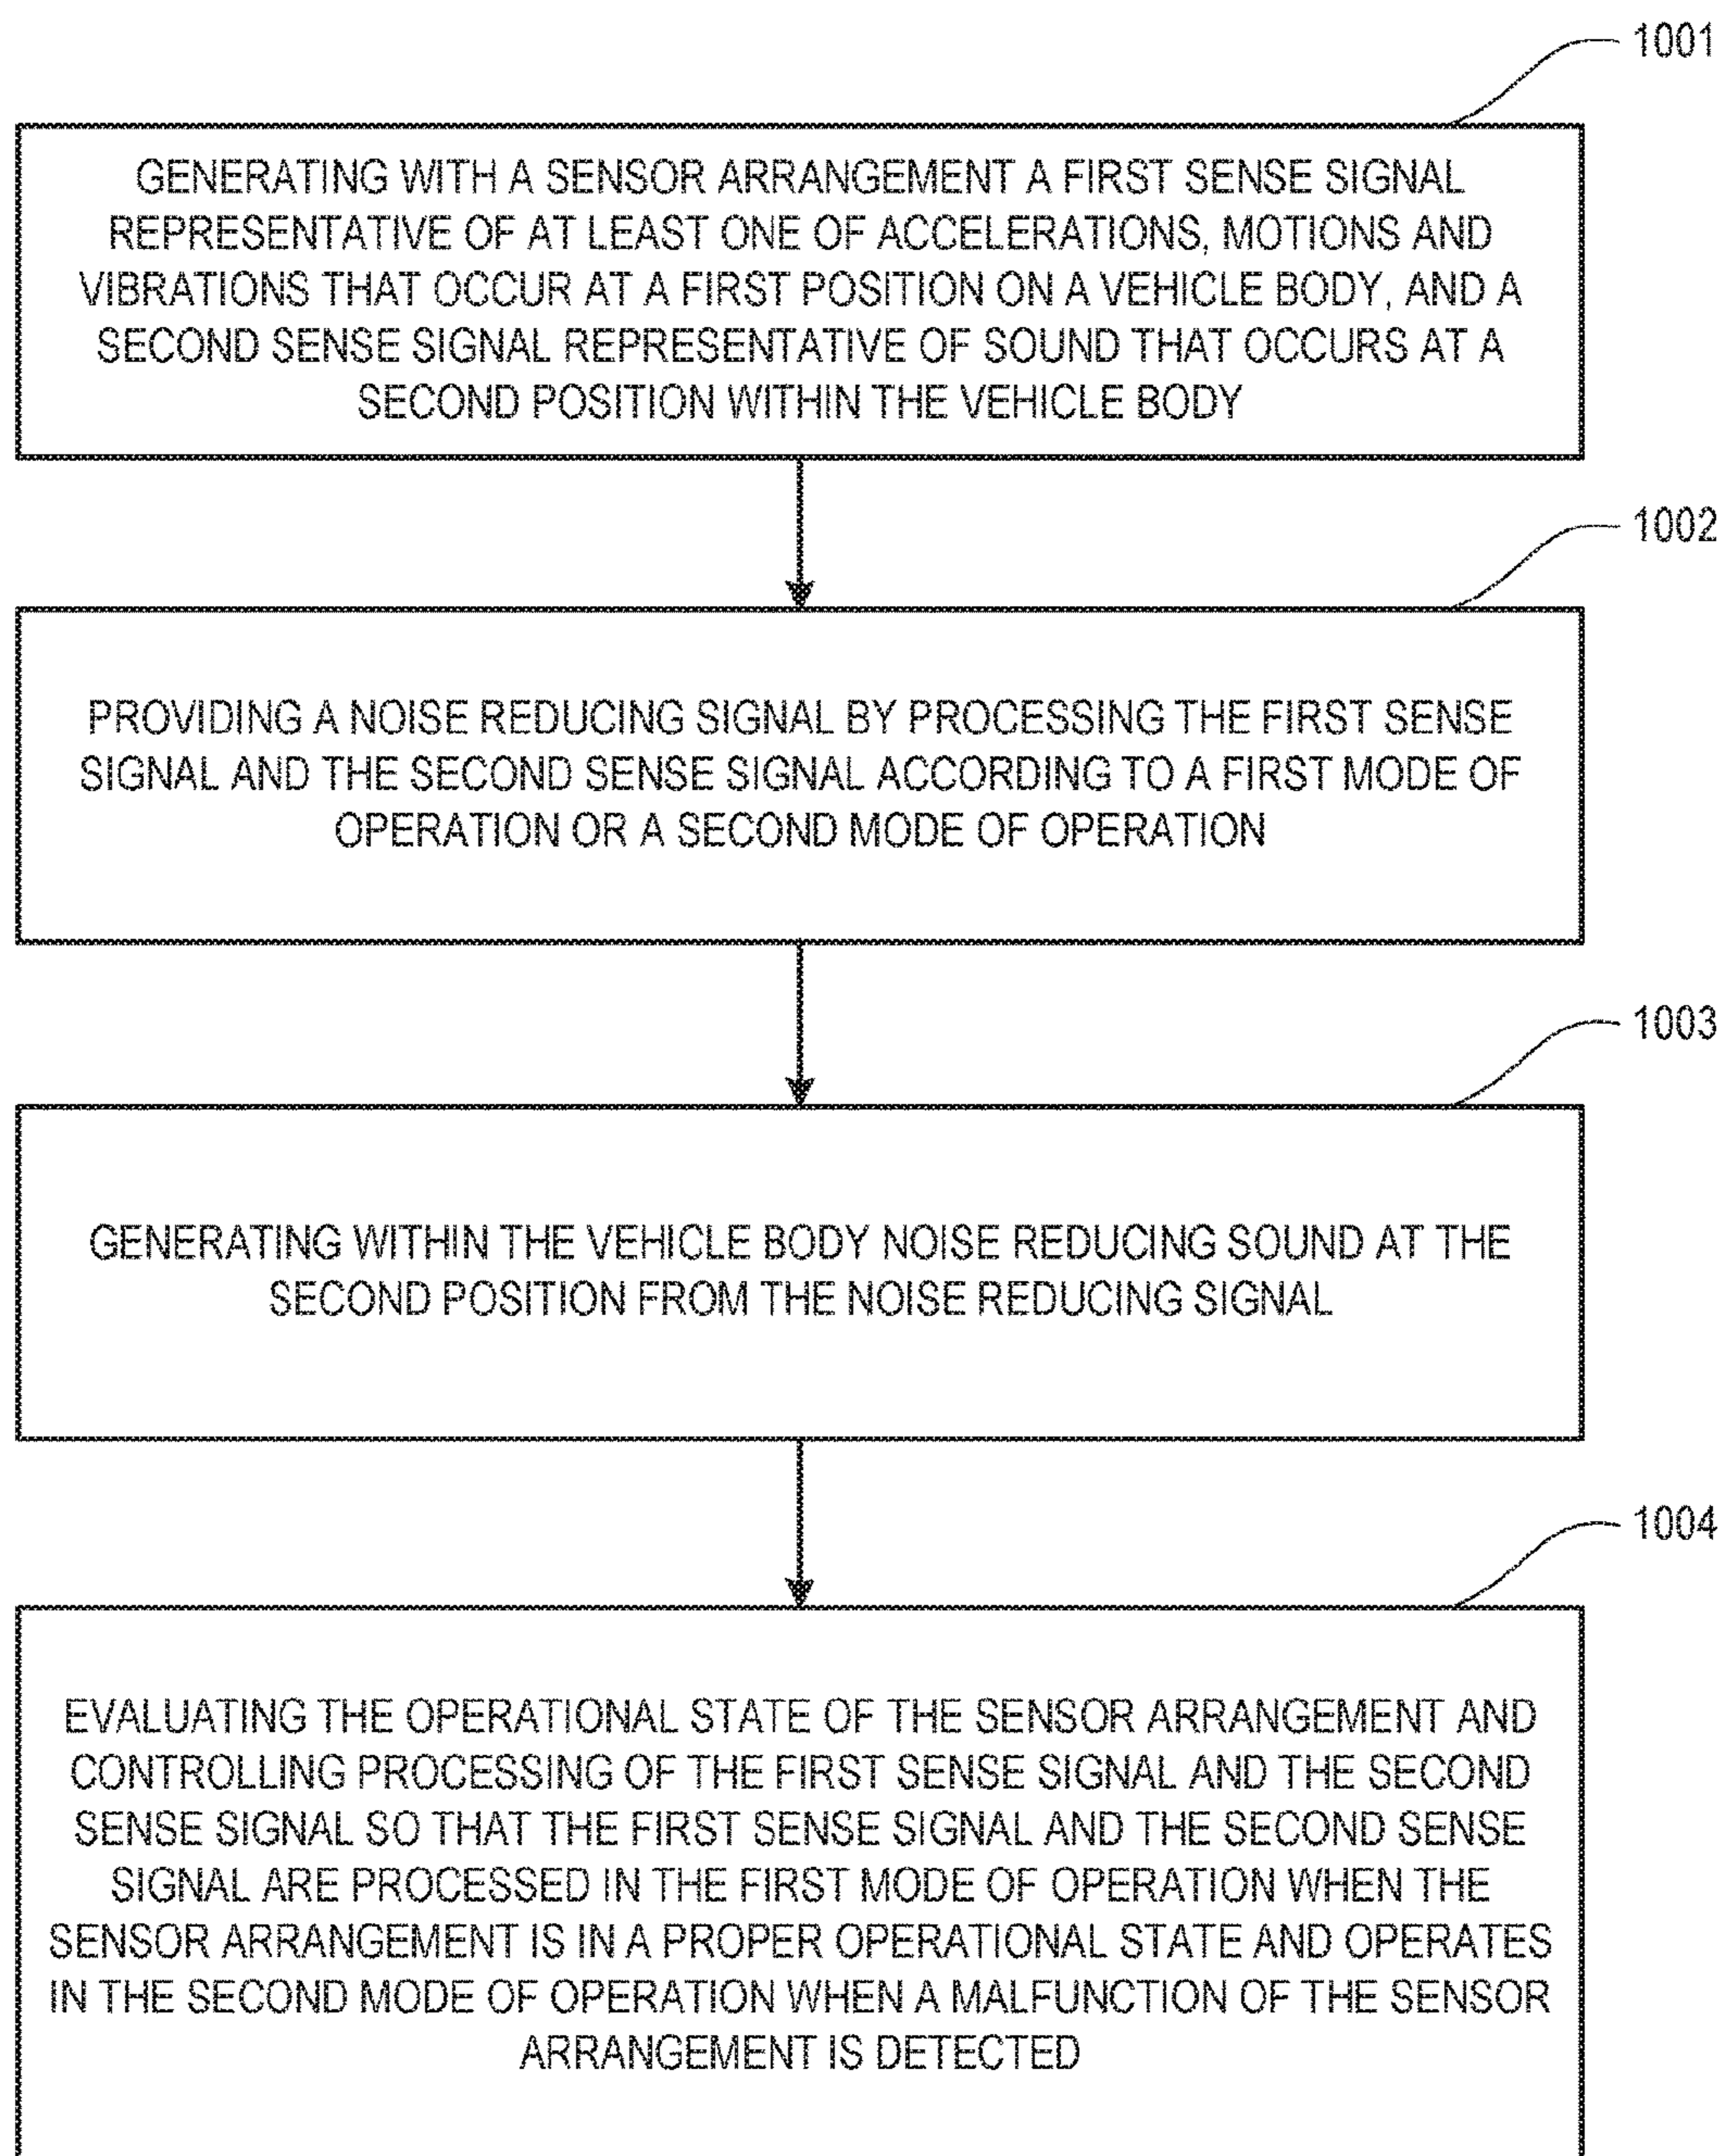 1001
GENERATING WITH A SENSOR ARRANGEMENT A FIRST SENSE SIGNAL
REPRESENTATIVE OF AT LEAST ONE OF ACCELERATIONS, MOTIONS AND
VIBRATIONS THAT OCCUR AT A FIRST POSITION ON A VEHICLE BODY, AND A
SECOND SENSE SIGNAL REPRESENTATIVE OF SOUND THAT OCCURS AT A
SECOND POSITION WITHIN THE VEHICLE BODY
1002
PROVIDING A NOISE REDUCING SIGNAL BY PROCESSING THE FIRST SENSE
SIGNAL AND THE SECOND SENSE SIGNAL ACCORDING TO A FIRST MODE OF
OPERATION OR A SECOND MODE OF OPERATION
1003
GENERATING WITHIN THE VEHICLE BODY NOISE REDUCING SOUND AT THE
SECOND POSITION FROM THE NOISE REDUCING SIGNAL
1004
EVALUATING THE OPERATIONAL STATE OF THE SENSOR ARRANGEMENT AND
CONTROLLING PROCESSING OF THE FIRST SENSE SIGNAL AND THE SECOND
SENSE SIGNAL SO THAT THE FIRST SENSE SIGNAL AND THE SECOND SENSE
SIGNAL ARE PROCESSED IN THE FIRST MODE OF OPERATION WHEN THE
SENSOR ARRANGEMENT IS IN A PROPER OPERATIONAL STATE AND OPERATES
IN THE SECOND MODE OF OPERATION WHEN A MALFUNCTION OF THE SENSOR
ARRANGEMENT IS DETECTED